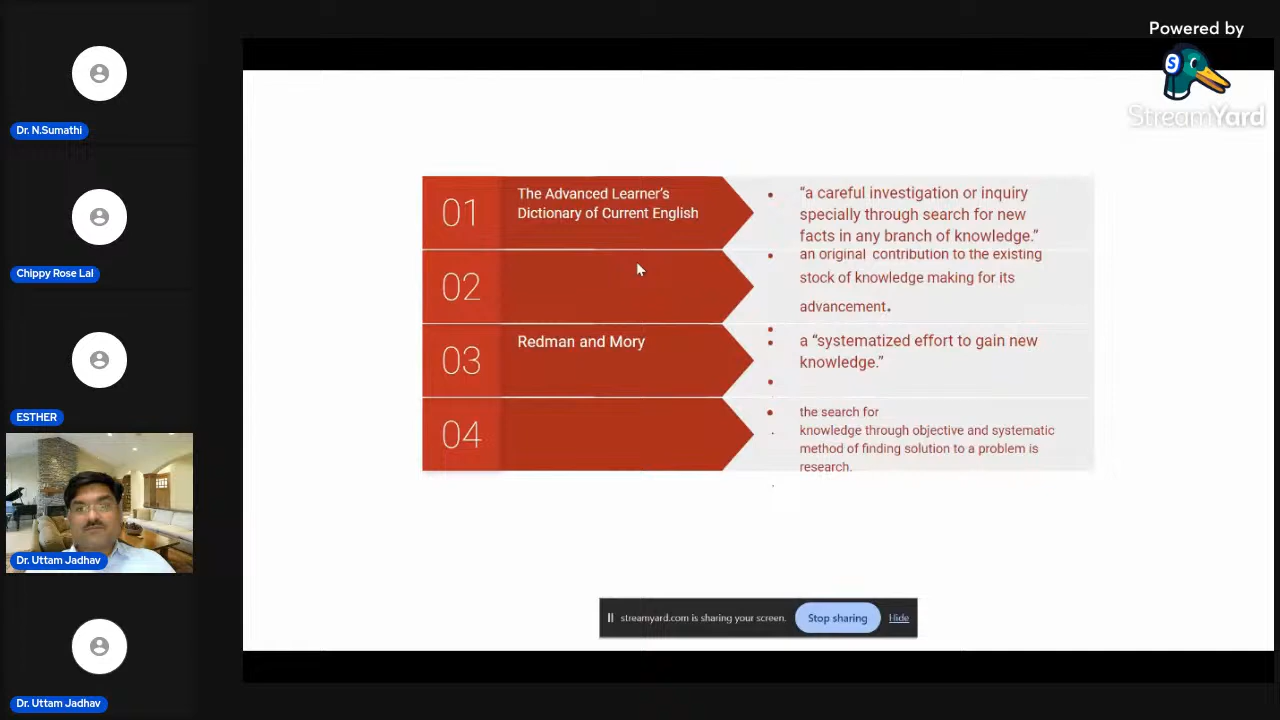 Powered by
StreamYard
Dr. N.Sumathi
Chippy Rose Lal
ESTHER
Dr. Uttam Jadhav
Dr. Uttam Jadhav
01
The Advanced Learner's
Dictionary of Current English
• “a careful investigation or inquiry
specially through search for new
facts in any branch of knowledge.”
02
• an original contribution to the existing
stock of knowledge making for its
advancement.
03
Redman and Mory
• a “systematized effort to gain new
knowledge.”
04
• the search for
knowledge through objective and systematic
method of finding solution to a problem is
research.
streamyard.com is sharing your screen.
Stop sharing
Hide